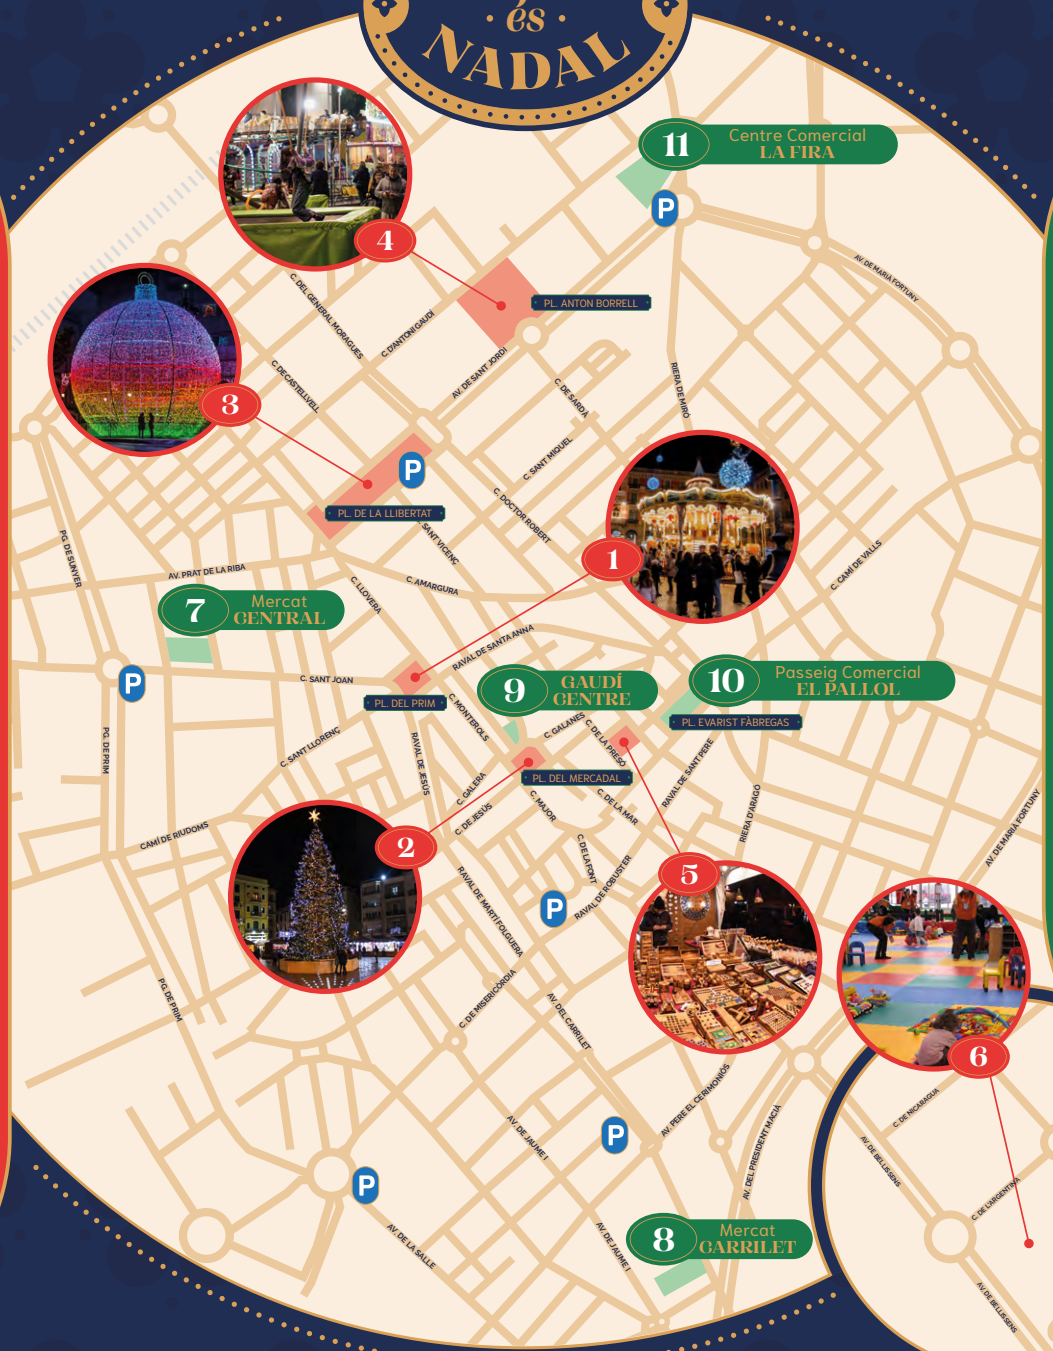 és
NADAL
11
Centre Comercial
LA FIRA
P
AV. DE MARIÀ FORTUNY
4
PL. ANTON BORRELL
C. DEL GENERAL MORAGUES
C. D'ANTONI GAUDÍ
AV. DE SANT JORDI
C. DE CASTELLVELL
C. DE SARDÀ
RIERA DE MIRÓ
3
P
C. SANT MIQUEL
PL. DE LA LLIBERTAT
C. DOCTOR ROBERT
SANT VICENÇ
1
PG. DE SUNYER
AV. PRAT DE LA RIBA
C. LLOVERA
C. AMARGURA
C. CAMÍ DE VALLS
7
Mercat
CENTRAL
RAVAL DE SANTA ANNA
P
C. SANT JOAN
9
GAUDÍ
CENTRE
10
Passeig Comercial
EL PALLOL
PL. DEL PRIM
C. MONTEROLS
C. GALANES
C. DE LA PRESÓ
PL. EVARIST FÀBREGAS
PG. DE PRIM
C. SANT LLORENÇ
RAVAL DE JESÚS
PL. DEL MERCADAL
RAVAL DE SANT PERE
C. GALERA
C. MAJOR
C. DE LA MAR
C. DE JESÚS
RIERA D'ARAGÓ
AV. DE MARIÀ FORTUNY
CAMÍ DE RIUDOMS
2
C. DE LA FONT
RAVAL DE ROBUSTER
5
RAVAL DE MARTÍ FOLGUERA
P
PG. DE PRIM
C. DE MISERICÒRDIA
AV. DEL CARRILET
6
AV. PERE EL CERIMONIÓS
C. DE NICARAGUA
AV. DE JAUME I
P
AV. DEL PRESIDENT MACIÀ
AV. DE BELLISSENS
P
C. DE L'ARGENTINA
AV. DE LA SALLE
AV. DE JAUME I
8
Mercat
CARRILET
AV. DE BELLISSENS